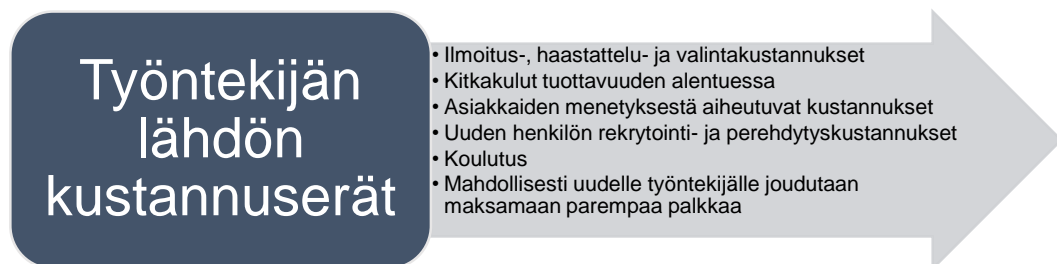 Työntekijän
lähdön
kustannuserät
• Ilmoitus-, haastattelu- ja valintakustannukset
• Kitkakulut tuottavuuden alentuessa
• Asiakkaiden menetyksestä aiheutuvat kustannukset
• Uuden henkilön rekrytointi- ja perehdytyskustannukset
• Koulutus
• Mahdollisesti uudelle työntekijälle joudutaan
maksamaan parempaa palkkaa